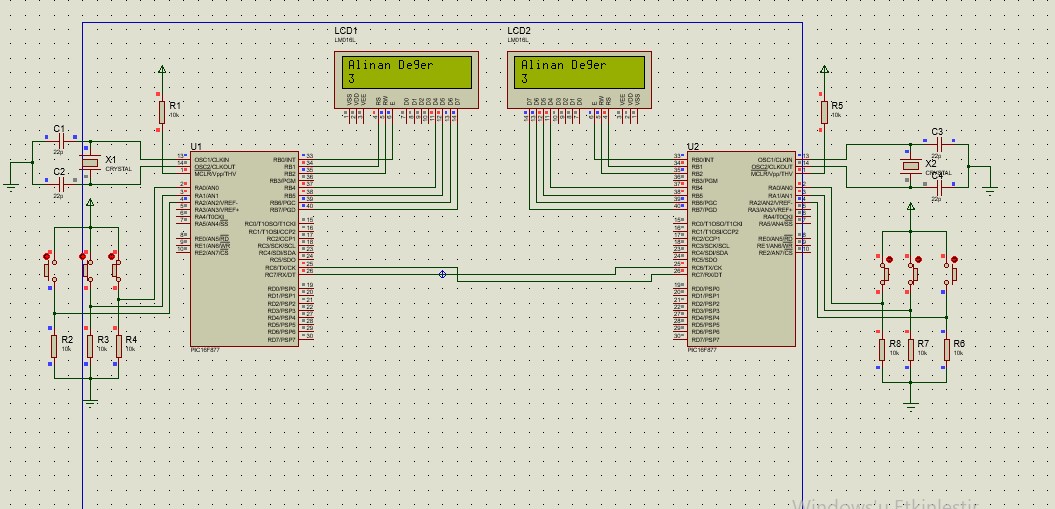 LCD1
LM016L
Alinan Değer
3
VSS
VDD
VEE
RS
RW
E
D0
D1
D2
D3
D4
D5
D6
D7
LCD2
LM016L
Alinan Değer
3
D7
D6
D5
D4
D3
D2
D1
D0
E
RW
RS
VEE
VDD
VSS
R1
10k
R5
10k
C1
22p
X1
CRYSTAL
C2
22p
C3
22p
X2
CRYSTAL
C4
22p
U1
13 OSC1/CLKIN RB0/INT 33
14 OSC2/CLKOUT RB1 34
1 MCLR/Vpp/THV RB2 35
RB3/PGM 36
2 RA0/AN0 RB4 37
3 RA1/AN1 RB5 38
4 RA2/AN2/VREF- RB6/PGC 39
5 RA3/AN3/VREF+ RB7/PGD 40
6 RA4/T0CKI
7 RA5/AN4/SS RC0/T1OSO/T1CKI 15
RC1/T1OSI/CCP2 16
8 RE0/AN5/RD RC2/CCP1 17
9 RE1/AN6/WR RC3/SCK/SCL 18
10 RE2/AN7/CS RC4/SDI/SDA 23
RC5/SDO 24
RC6/TX/CK 25
RC7/RX/DT 26
RD0/PSP0 19
RD1/PSP1 20
RD2/PSP2 21
RD3/PSP3 22
RD4/PSP4 27
RD5/PSP5 28
RD6/PSP6 29
RD7/PSP7 30
PIC16F877
U2
33 RB0/INT OSC1/CLKIN 13
34 RB1 OSC2/CLKOUT 14
35 RB2 MCLR/Vpp/THV 1
36 RB3/PGM
37 RB4 RA0/AN0 2
38 RB5 RA1/AN1 3
39 RB6/PGC RA2/AN2/VREF- 4
40 RB7/PGD RA3/AN3/VREF+ 5
RA4/T0CKI 6
15 RC0/T1OSO/T1CKI RA5/AN4/SS 7
16 RC1/T1OSI/CCP2
17 RC2/CCP1 RE0/AN5/RD 8
18 RC3/SCK/SCL RE1/AN6/WR 9
23 RC4/SDI/SDA RE2/AN7/CS 10
24 RC5/SDO
25 RC6/TX/CK
26 RC7/RX/DT
19 RD0/PSP0
20 RD1/PSP1
21 RD2/PSP2
22 RD3/PSP3
27 RD4/PSP4
28 RD5/PSP5
29 RD6/PSP6
30 RD7/PSP7
PIC16F877
R2
10k
R3
10k
R4
10k
R8
10k
R7
10k
R6
10k
Windows'u Etkinleştir